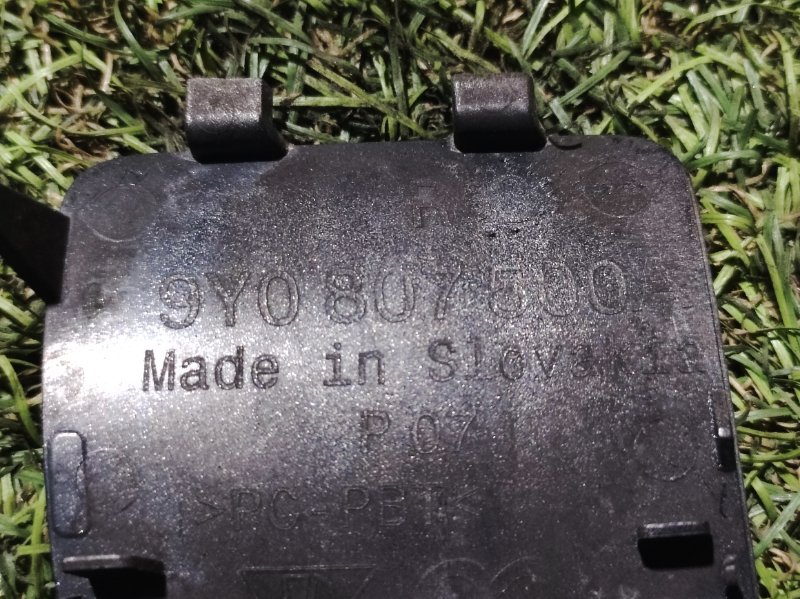 R
9Y0 807 500
Made in Slovakia
P 07
>PC-PBT<